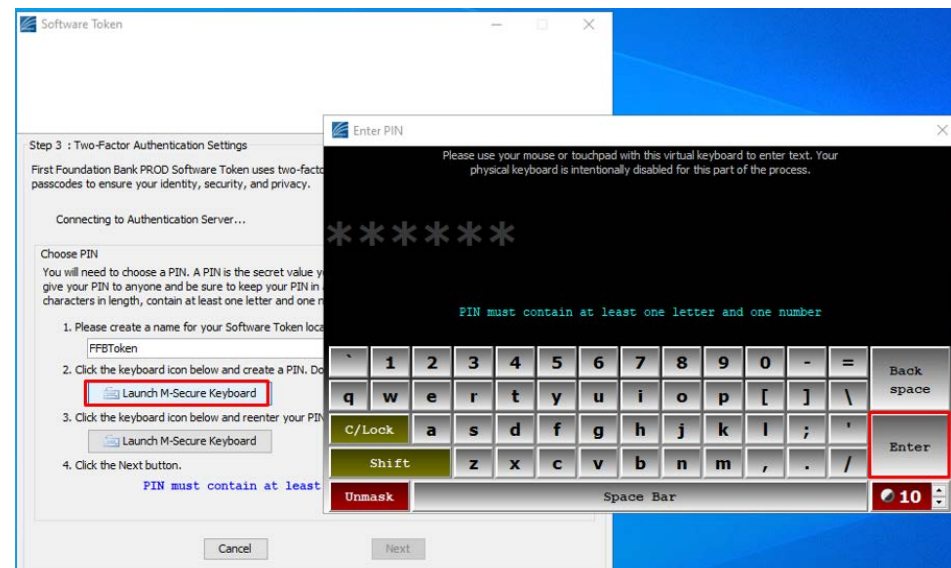 Software Token
Step 3 : Two-Factor Authentication Settings
First Foundation Bank PROD Software Token uses two-facto
passcodes to ensure your identity, security, and privacy.
Connecting to Authentication Server...
Choose PIN
You will need to choose a PIN. A PIN is the secret value y
give your PIN to anyone and be sure to keep your PIN in
characters in length, contain at least one letter and one n
1. Please create a name for your Software Token loca
FFBToken
2. Click the keyboard icon below and create a PIN. Do
Launch M-Secure Keyboard
3. Click the keyboard icon below and reenter your PIN
Launch M-Secure Keyboard
4. Click the Next button.
PIN must contain at least
Cancel Next
Enter PIN
Please use your mouse or touchpad with this virtual keyboard to enter text. Your
physical keyboard is intentionally disabled for this part of the process.
******
PIN must contain at least one letter and one number
` 1 2 3 4 5 6 7 8 9 0 - = Back space
q w e r t y u i o p [ ] \
C/Lock a s d f g h j k l ; ' Enter
Shift z x c v b n m , . /
Unmask Space Bar 10